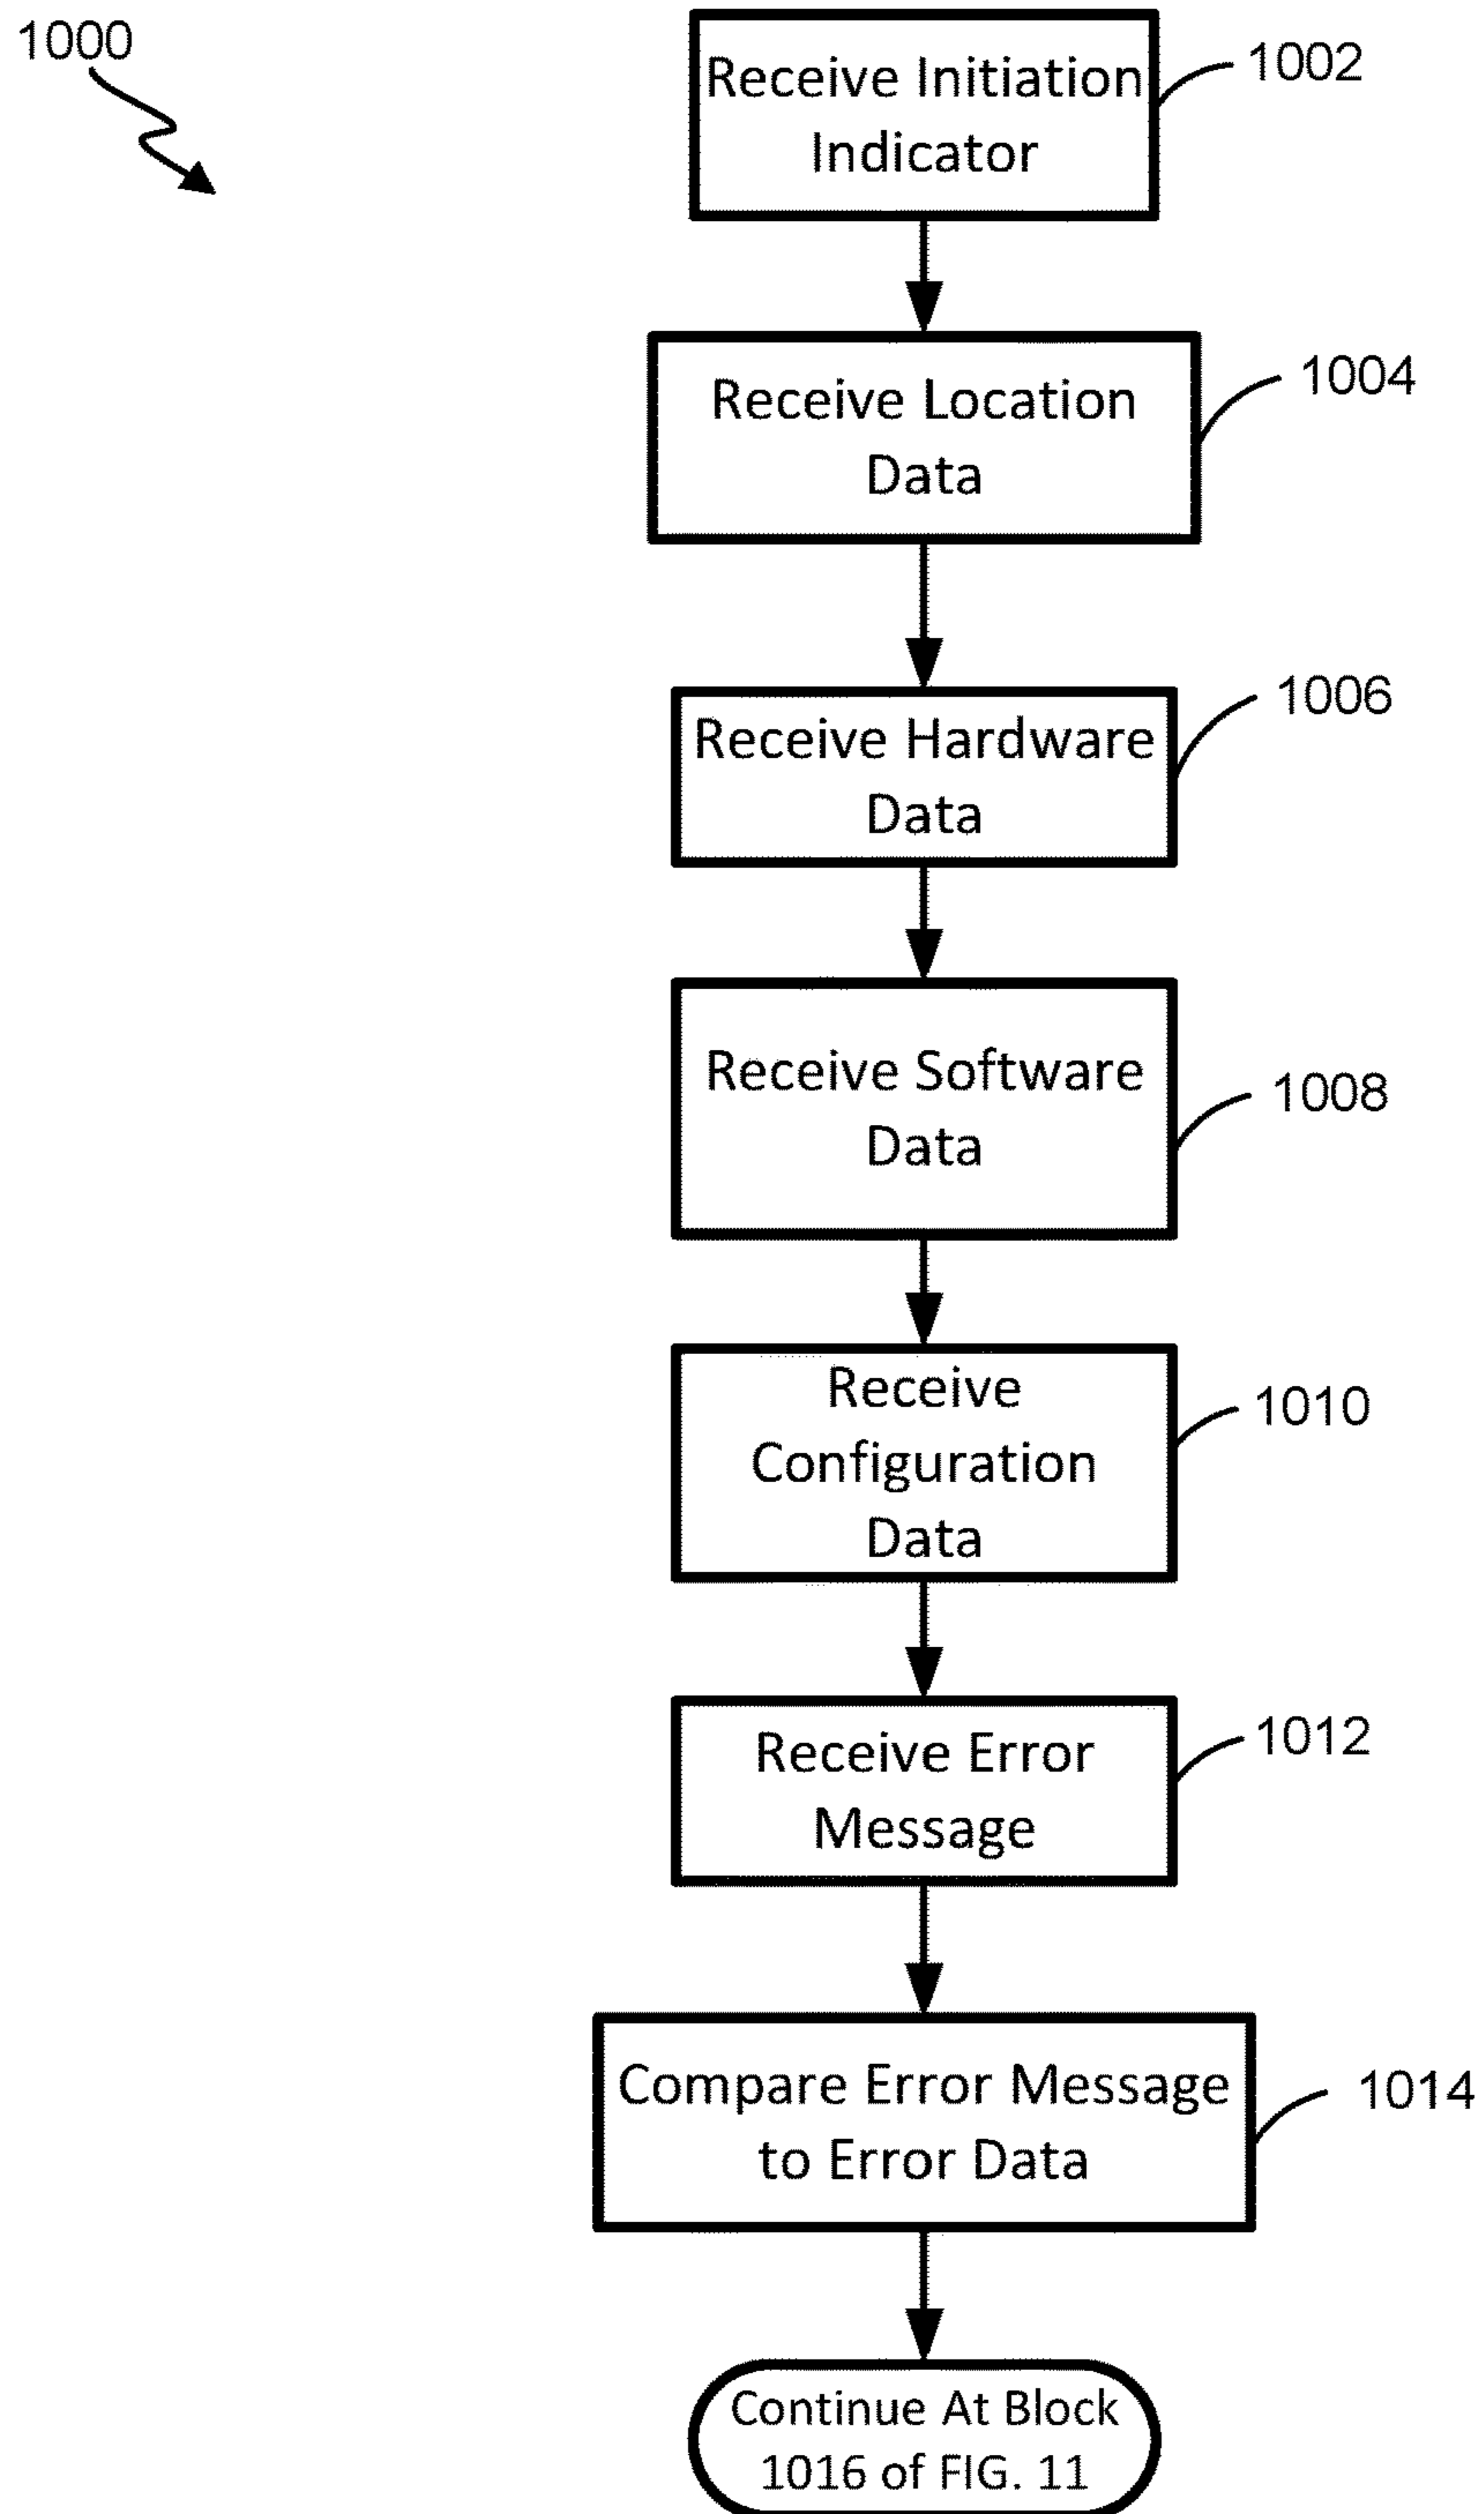 1000
Receive Initiation
Indicator
1002
Receive Location
Data
1004
Receive Hardware
Data
1006
Receive Software
Data
1008
Receive
Configuration
Data
1010
Receive Error
Message
1012
Compare Error Message
to Error Data
1014
Continue At Block
1016 of FIG. 11